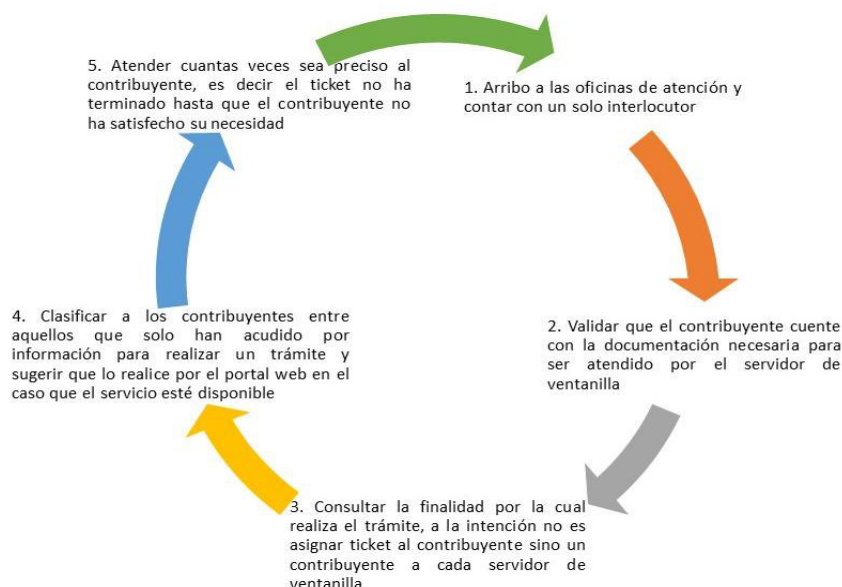 1. Arribo a las oficinas de atención y
contar con un solo interlocutor
2. Validar que el contribuyente cuente
con la documentación necesaria para
ser atendido por el servidor de
ventanilla
3. Consultar la finalidad por la cual
realiza el trámite, a la intención no es
asignar ticket al contribuyente sino un
contribuyente a cada servidor de
ventanilla
4. Clasificar a los contribuyentes entre
aquellos que solo han acudido por
información para realizar un trámite y
sugerir que lo realice por el portal web en el
caso que el servicio esté disponible
5. Atender cuantas veces sea preciso al
contribuyente, es decir el ticket no ha
terminado hasta que el contribuyente no
ha satisfecho su necesidad